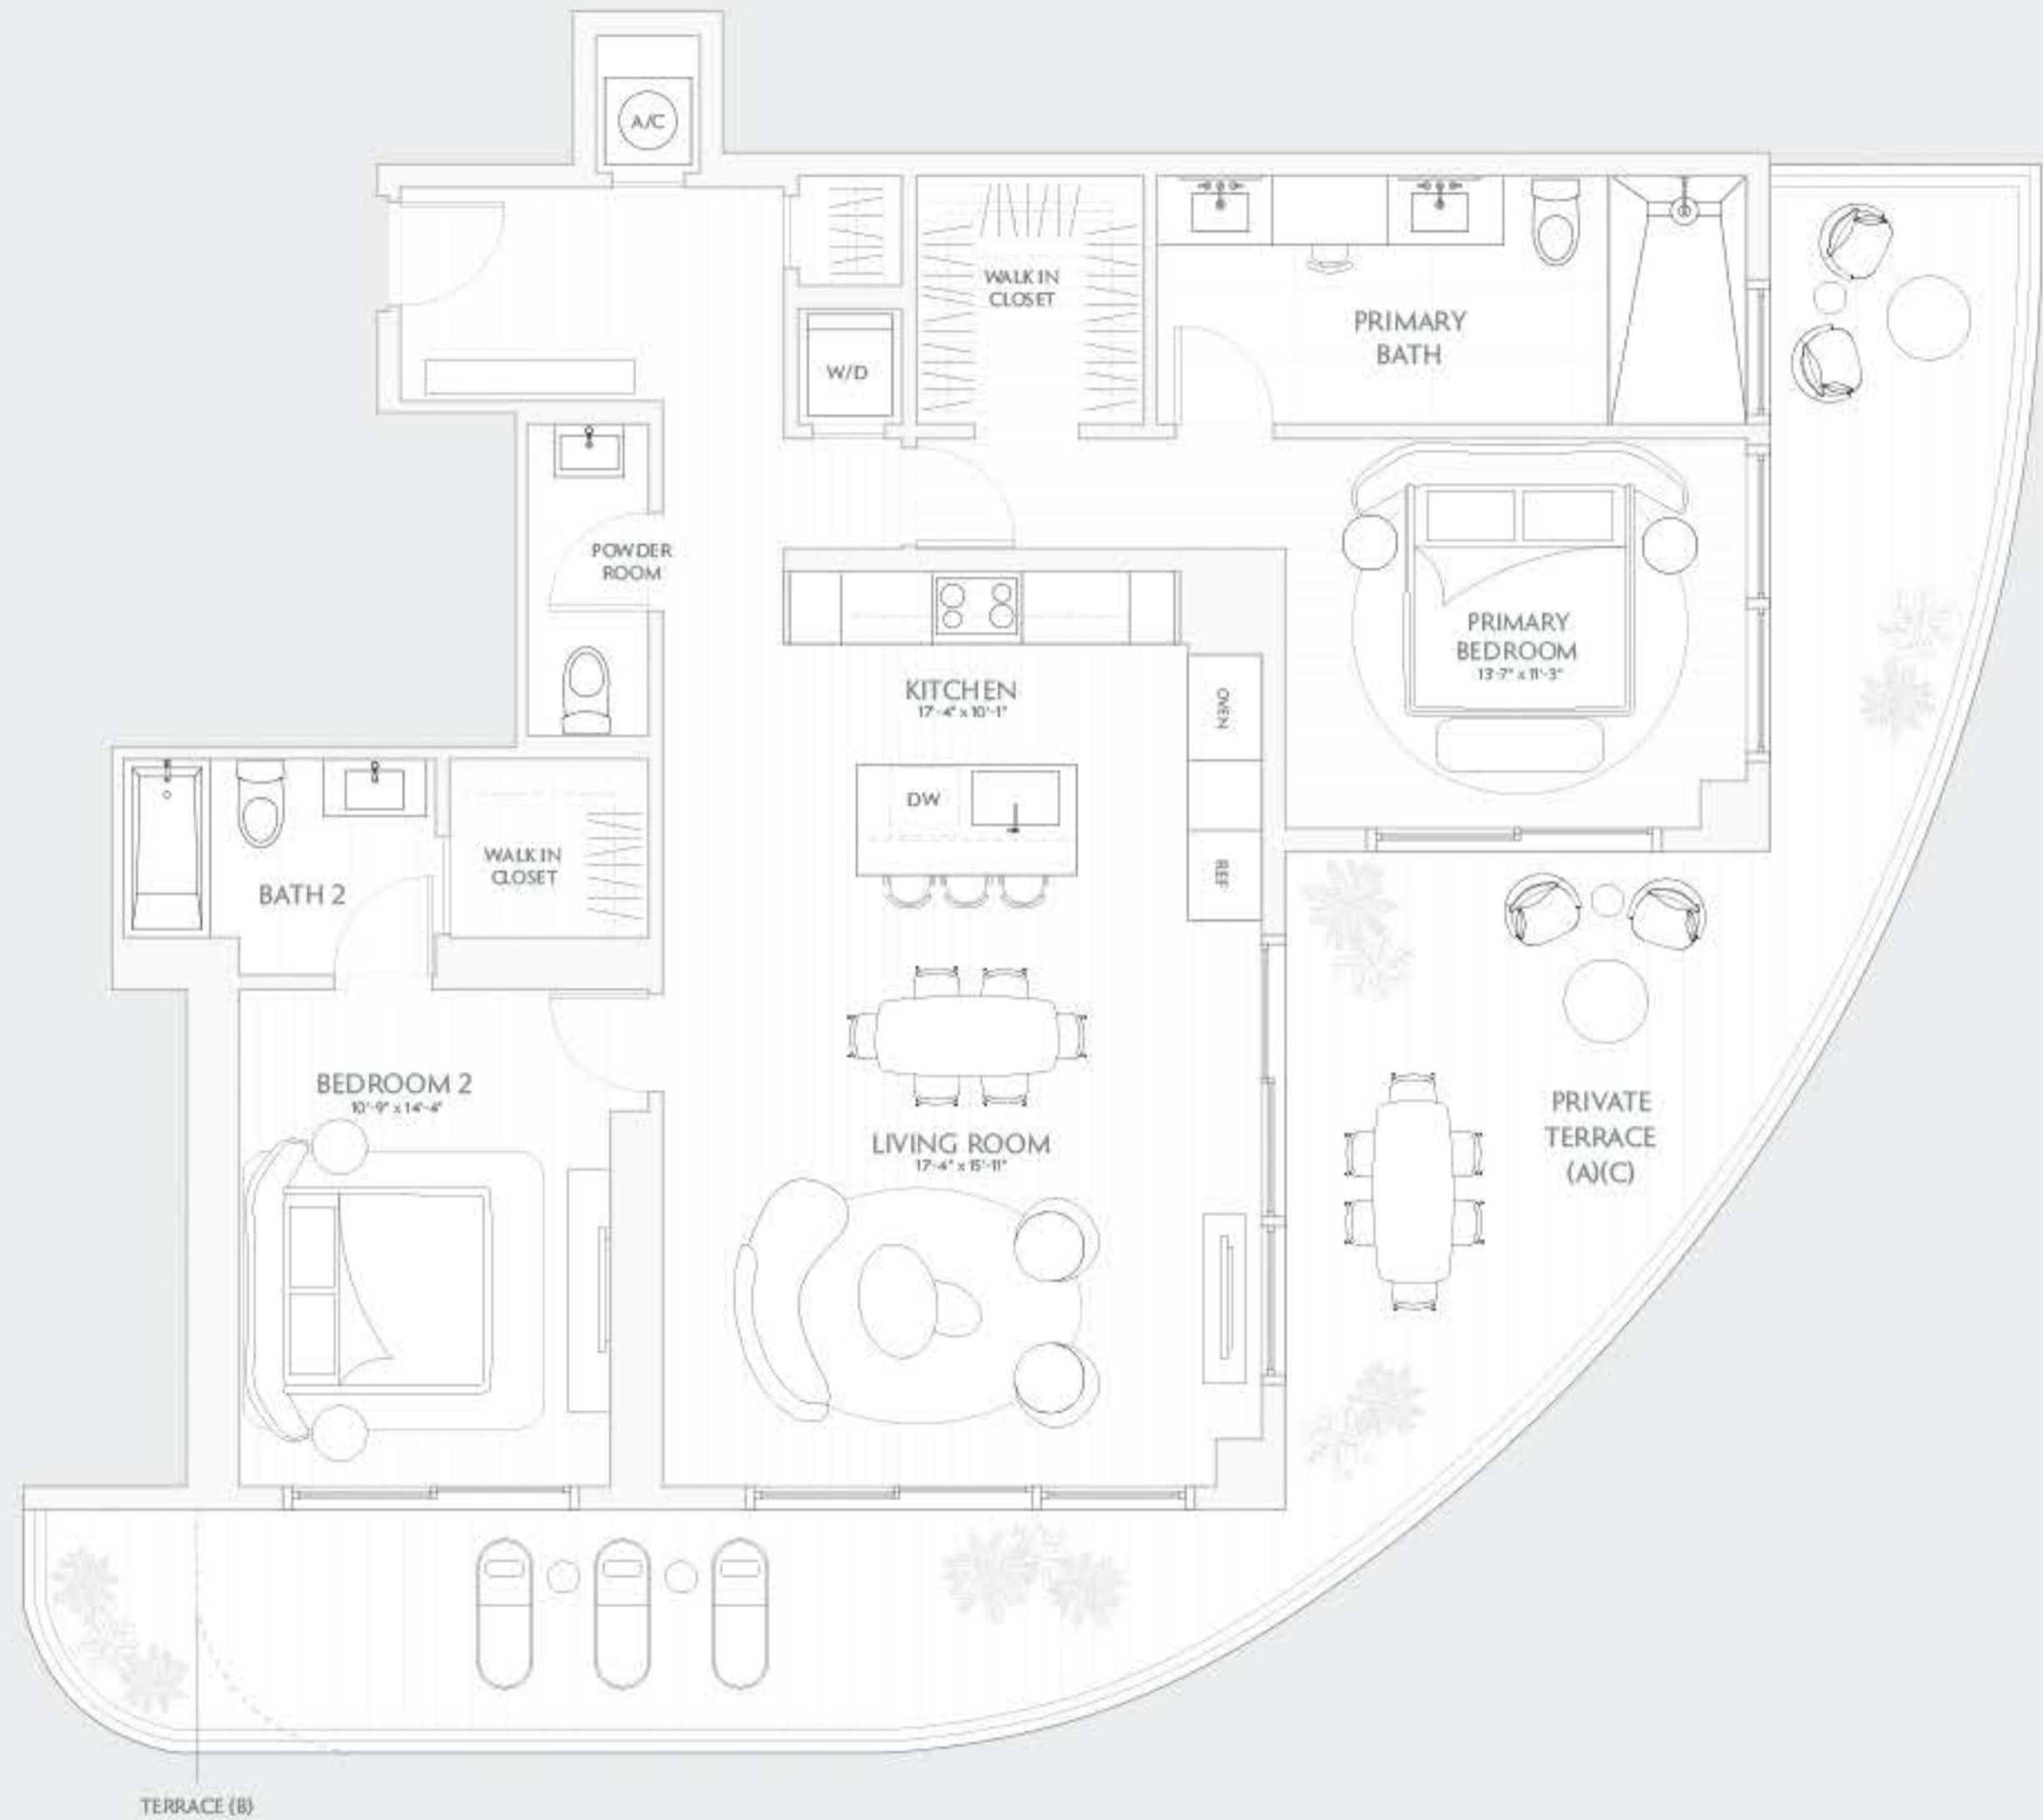 A/C
WALK IN
CLOSET
PRIMARY
BATH
W/D
POWDER
ROOM
PRIMARY
BEDROOM
13'-7" x 11'-3"
KITCHEN
17'-4" x 10'-1"
OVEN
DW
REF
WALK IN
CLOSET
BATH 2
BEDROOM 2
10'-9" x 14'-4"
LIVING ROOM
17'-4" x 15'-11"
PRIVATE
TERRACE
(A)(C)
TERRACE (B)